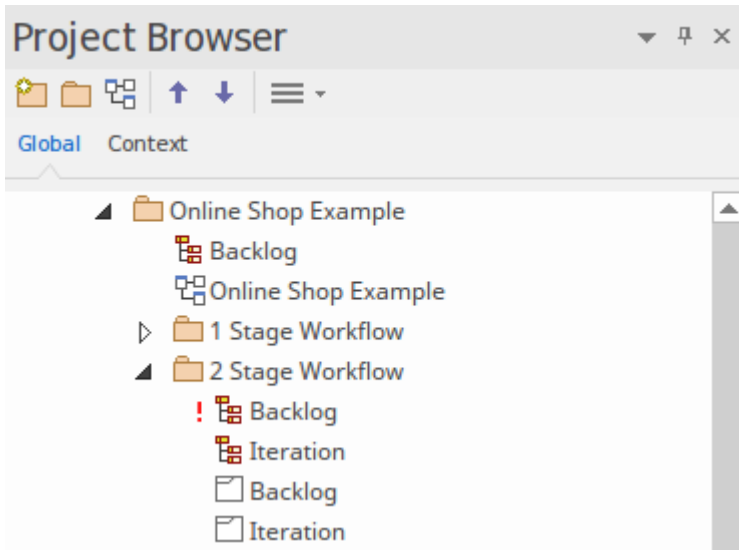 Project Browser
Global Context
Online Shop Example
Backlog
Online Shop Example
1 Stage Workflow
2 Stage Workflow
! Backlog
Iteration
Backlog
Iteration